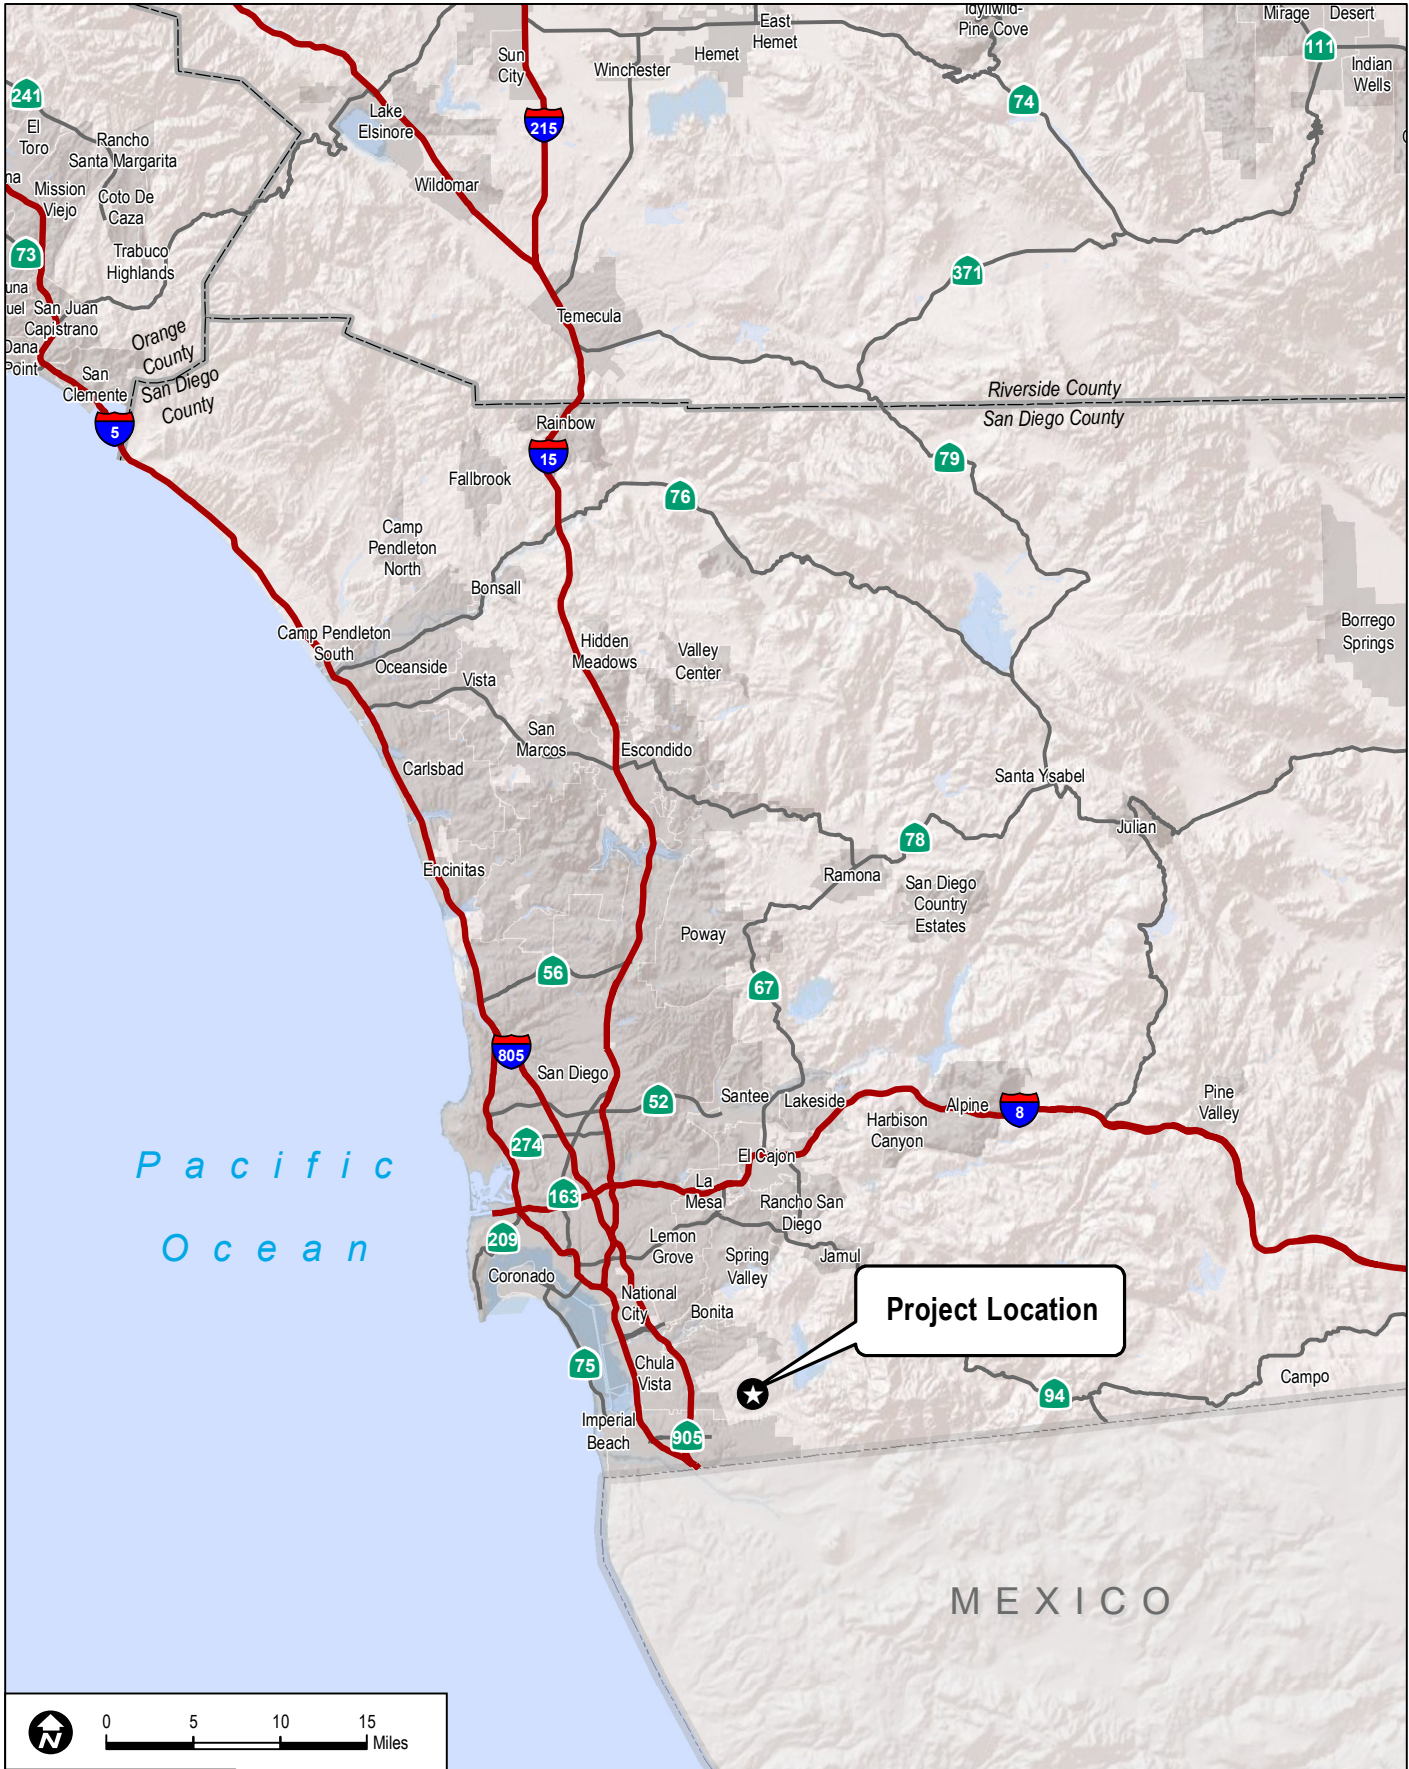 Idyllwild-
Pine Cove
Mirage
Desert
East
Hemet
Hemet
111
Indian
Wells
Sun
City
Winchester
241
El
Toro
Lake
Elsinore
215
74
Rancho
Santa Margarita
Mission
Viejo
Coto De
Caza
Wildomar
73
Trabuco
Highlands
371
San Juan
Capistrano
Temecula
Dana
Point
Orange
County
San Diego
County
San
Clemente
Riverside County
San Diego County
5
Rainbow
15
79
Fallbrook
76
Camp
Pendleton
North
Bonsall
Borrego
Springs
Camp Pendleton
South
Hidden
Meadows
Valley
Center
Oceanside
Vista
San
Marcos
Escondido
Carlsbad
Santa Ysabel
Julian
78
Encinitas
Ramona
San Diego
Country
Estates
Poway
56
67
805
San Diego
52
Santee
Lakeside
Alpine
8
Pine
Valley
Harbison
Canyon
274
El Cajon
Pacific
Ocean
163
La
Mesa
Rancho San
Diego
209
Lemon
Grove
Spring
Valley
Jamul
Coronado
National
City
Bonita
Project Location
75
Chula
Vista
94
Campo
Imperial
Beach
905
MEXICO
N
0 5 10 15
Miles